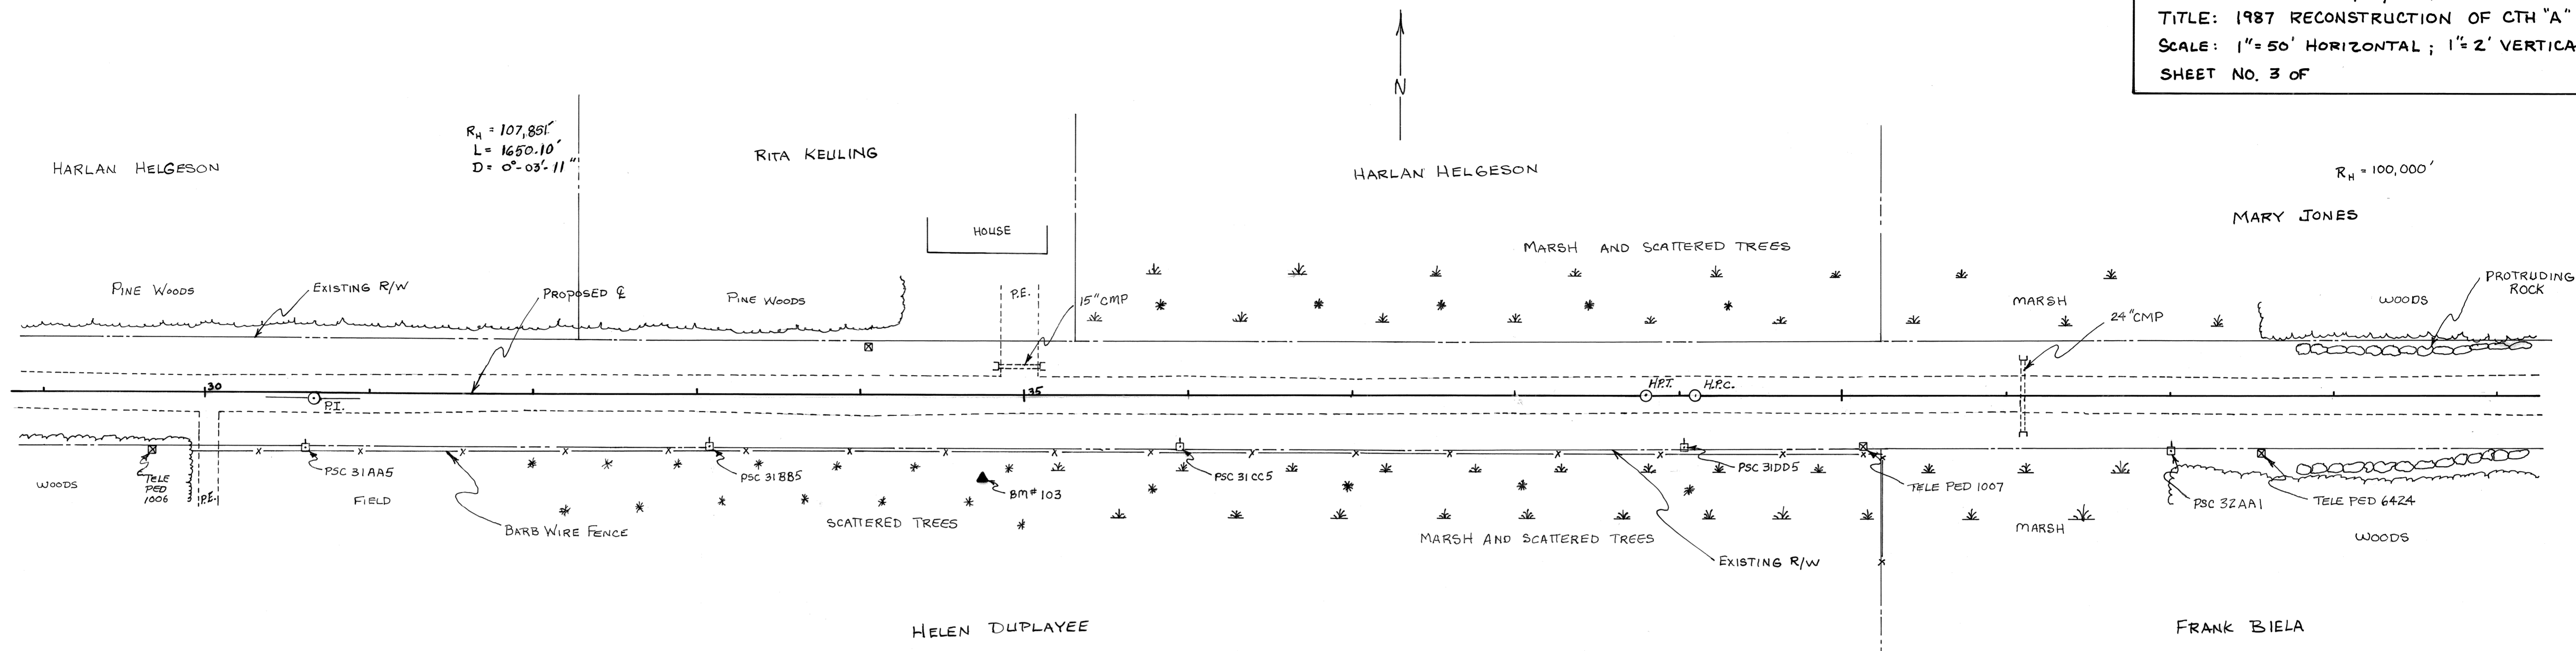 TITLE: 1987 RECONSTRUCTION OF CTH "A"
SCALE: 1"=50' HORIZONTAL; 1"=2' VERTICA
SHEET NO. 3 OF
N
HARLAN HELGESON
R_H = 107,851'
L = 1650.10'
D = 0°-03'-11"
RITA KEULING
HARLAN HELGESON
R_H = 100,000'
MARY JONES
HOUSE
MARSH AND SCATTERED TREES
PINE WOODS
EXISTING R/W
PROPOSED ℄
PINE WOODS
P.E.
15" CMP
MARSH
24" CMP
WOODS
PROTRUDING
ROCK
30
P.I.
35
H.P.T.
H.P.C.
WOODS
TELE
PED
1006
P.E.
PSC 31AA5
FIELD
BARB WIRE FENCE
PSC 31BB5
SCATTERED TREES
BM# 103
PSC 31CC5
MARSH AND SCATTERED TREES
PSC 31DD5
EXISTING R/W
TELE PED 1007
MARSH
PSC 32AA1
TELE PED 6424
WOODS
HELEN DUPLAYEE
FRANK BIELA